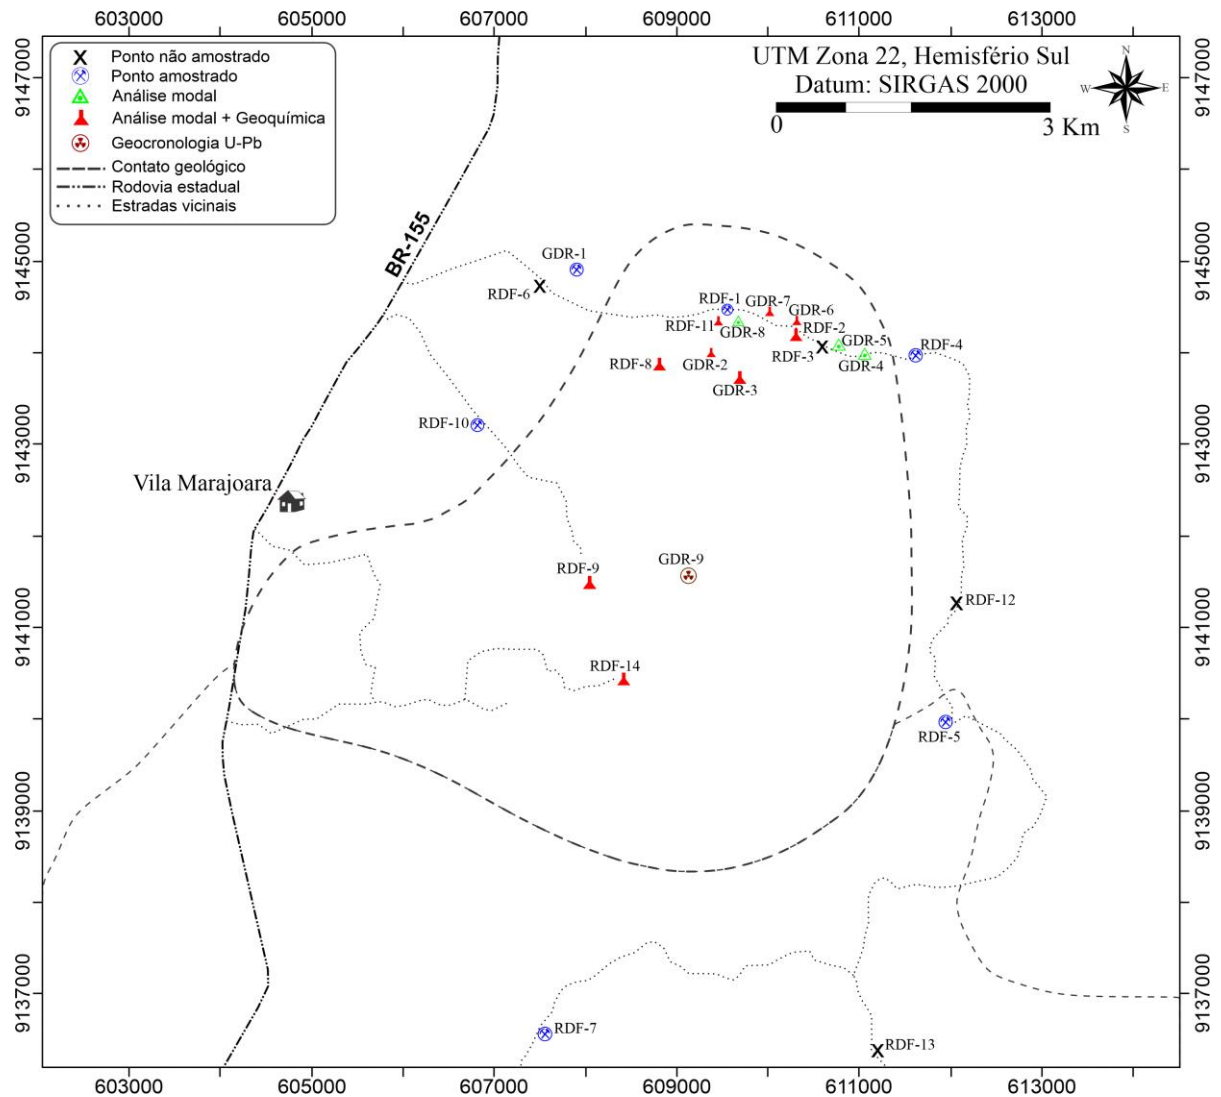 603000 605000 607000 609000 611000 613000
Ponto não amostrado
Ponto amostrado
Análise modal
Análise modal + Geoquímica
Geocronologia U-Pb
Contato geológico
Rodovia estadual
Estradas vicinais
UTM Zona 22, Hemisfério Sul
Datum: SIRGAS 2000
0 3 Km
N
W E
S
9147000 9147000
BR-155
GDR-1
9145000 9145000
RDF-6
RDF-1 GDR-7
GDR-6
RDF-11 GDR-8 RDF-2
GDR-5 RDF-4
RDF-3
RDF-8 GDR-2 GDR-4
GDR-3
RDF-10
9143000 9143000
Vila Marajoara
RDF-9 GDR-9
RDF-12
9141000 9141000
RDF-14
RDF-5
9139000 9139000
9137000 9137000
RDF-7
RDF-13
603000 605000 607000 609000 611000 613000